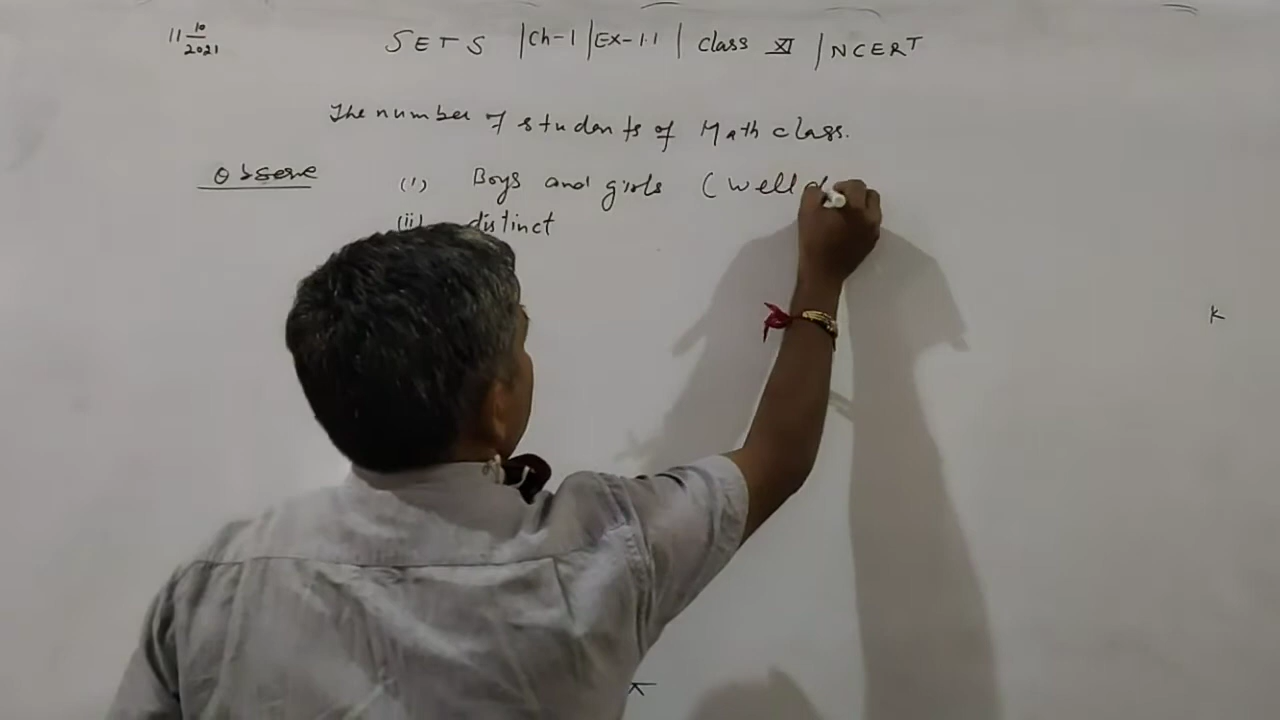 11 10/2021
SETS | Ch-1 | Ex-1.1 | Class XI | NCERT
The number of students of Math class.
Observe (i) Boys and girls (well d
(ii) distinct
K